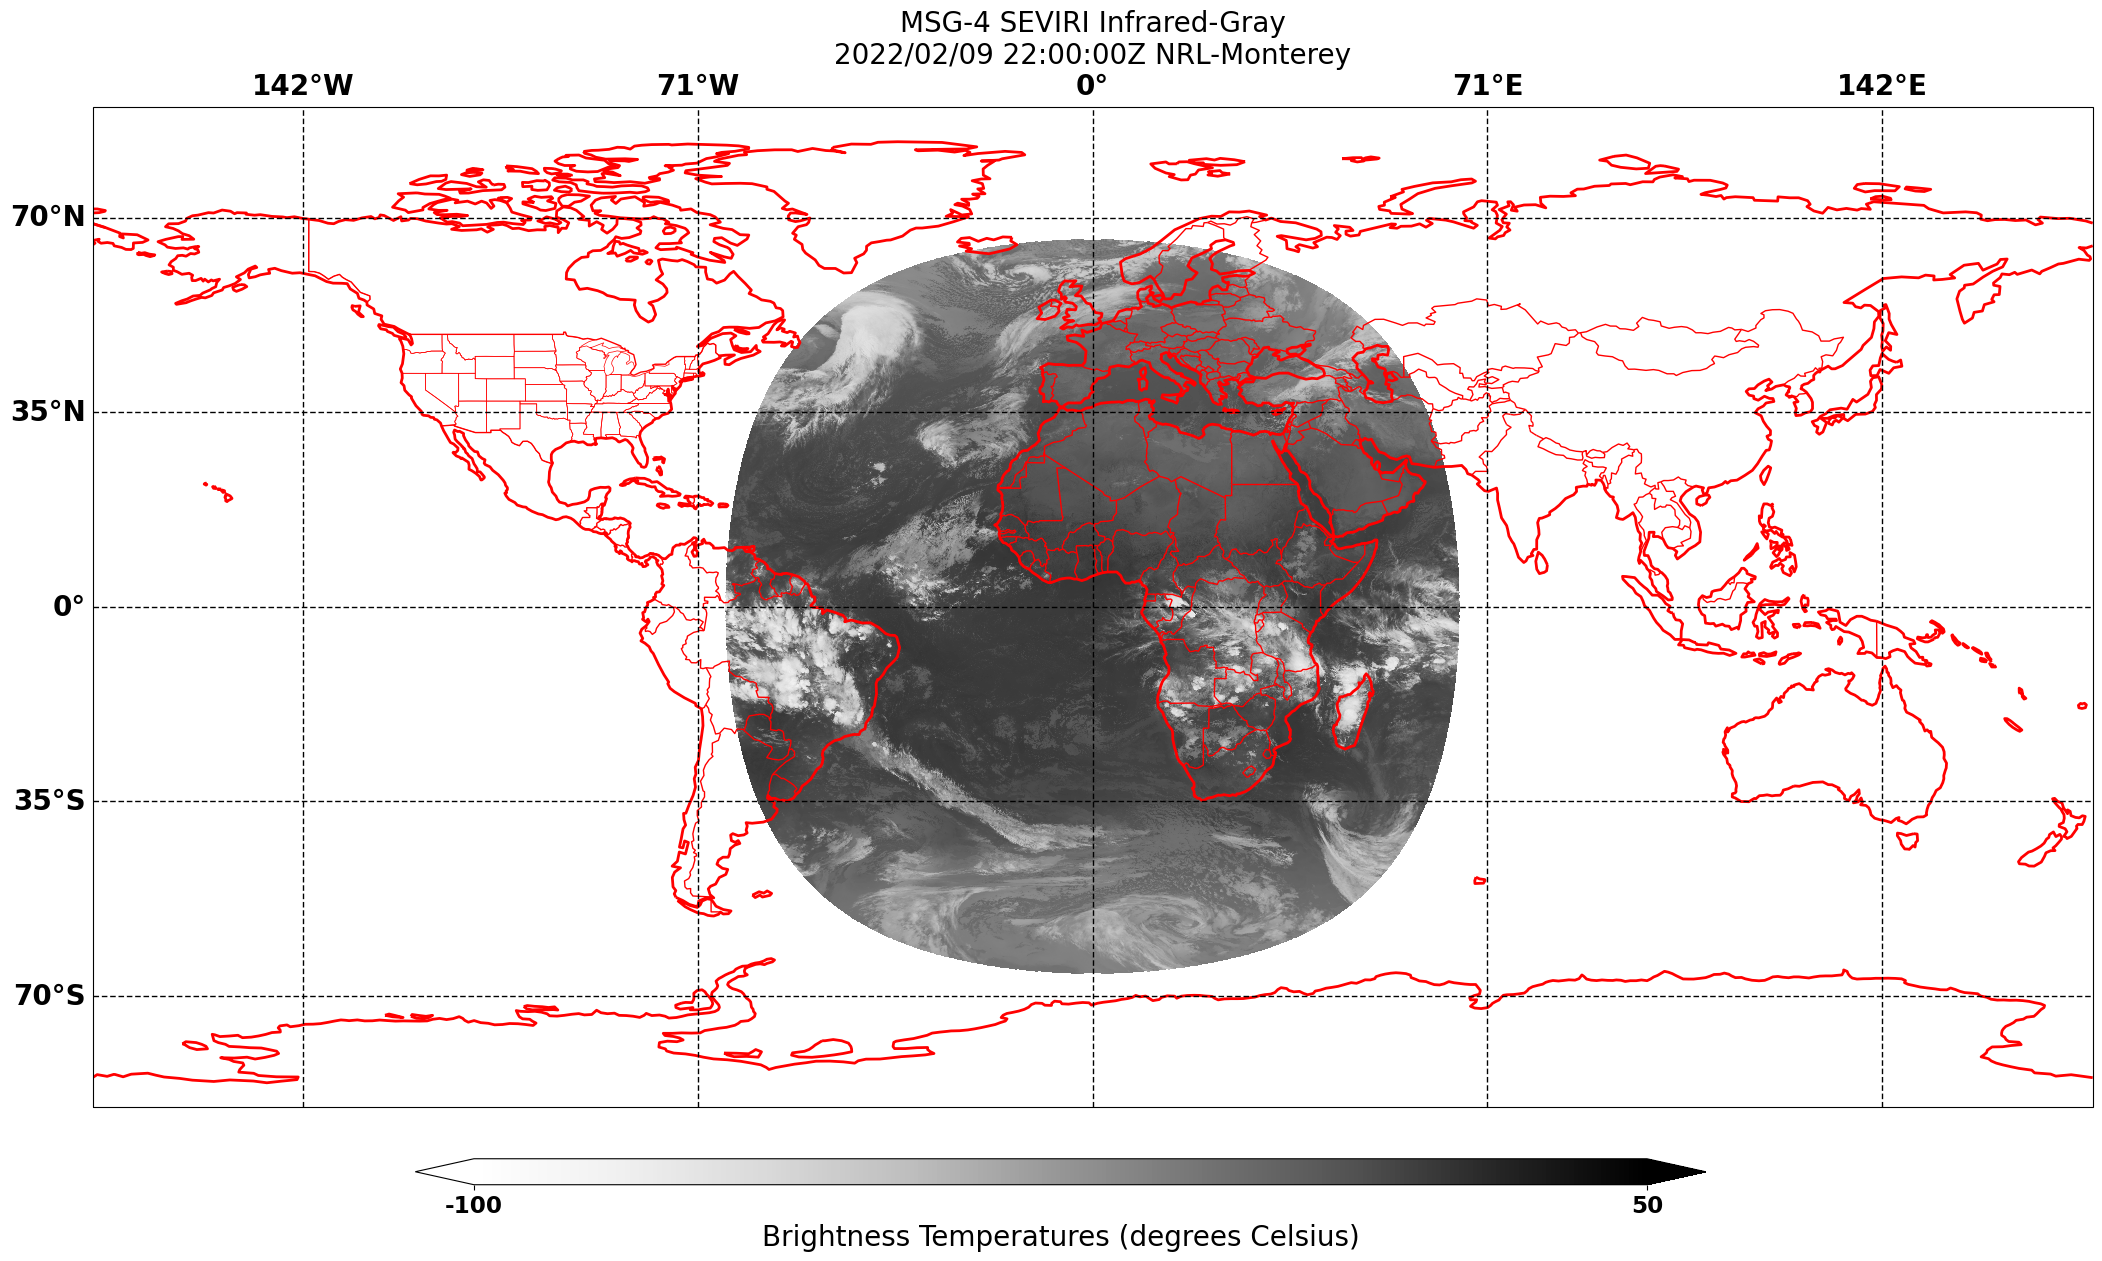 MSG-4 SEVIRI Infrared-Gray
2022/02/09 22:00:00Z NRL-Monterey
142°W 71°W 0° 71°E 142°E
70°N
35°N
0°
35°S
70°S
-100 50
Brightness Temperatures (degrees Celsius)